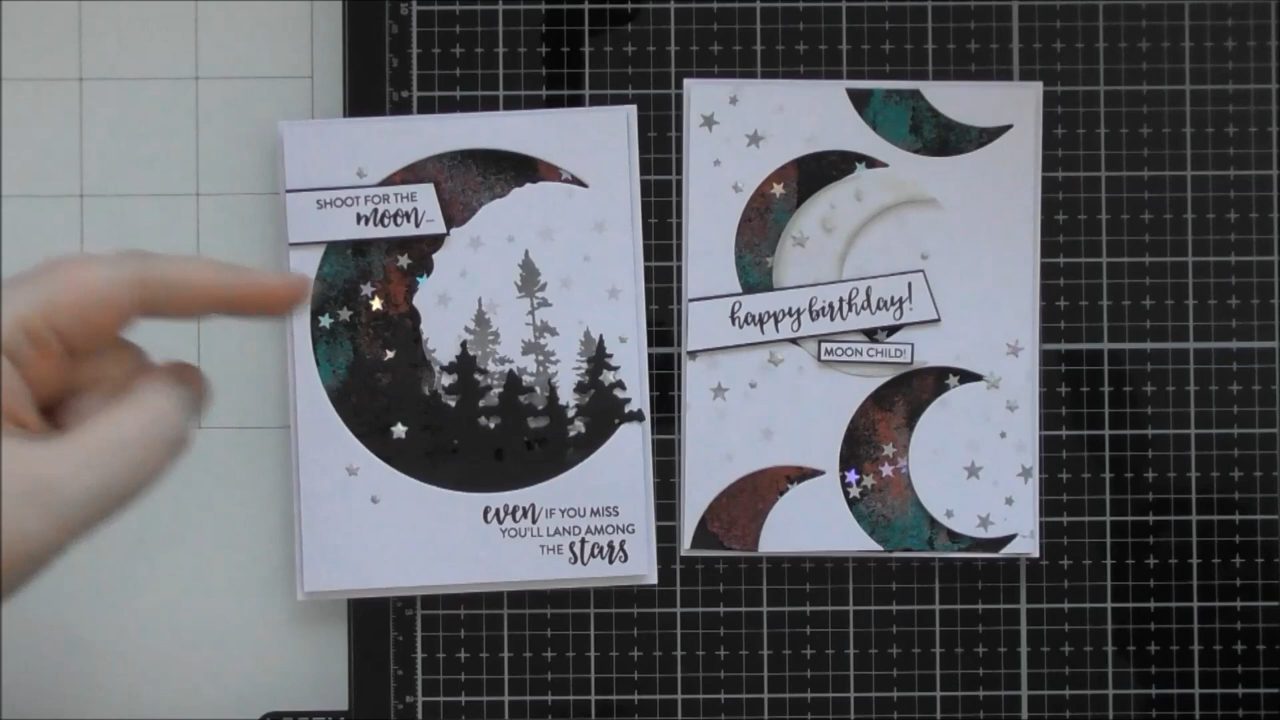 SHOOT FOR THE
moon...
even IF YOU MISS
YOU'LL LAND AMONG
THE stars
happy birthday!
MOON CHILD!